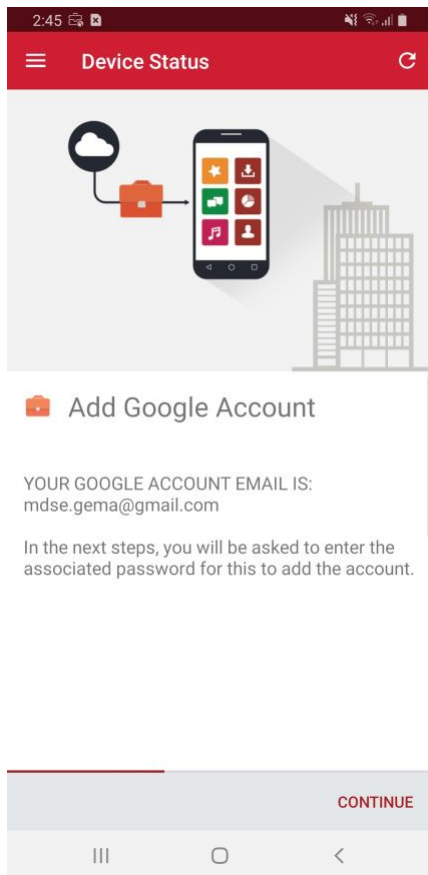 2:45
Device Status
Add Google Account
YOUR GOOGLE ACCOUNT EMAIL IS:
mdse.gema@gmail.com
In the next steps, you will be asked to enter the
associated password for this to add the account.
CONTINUE